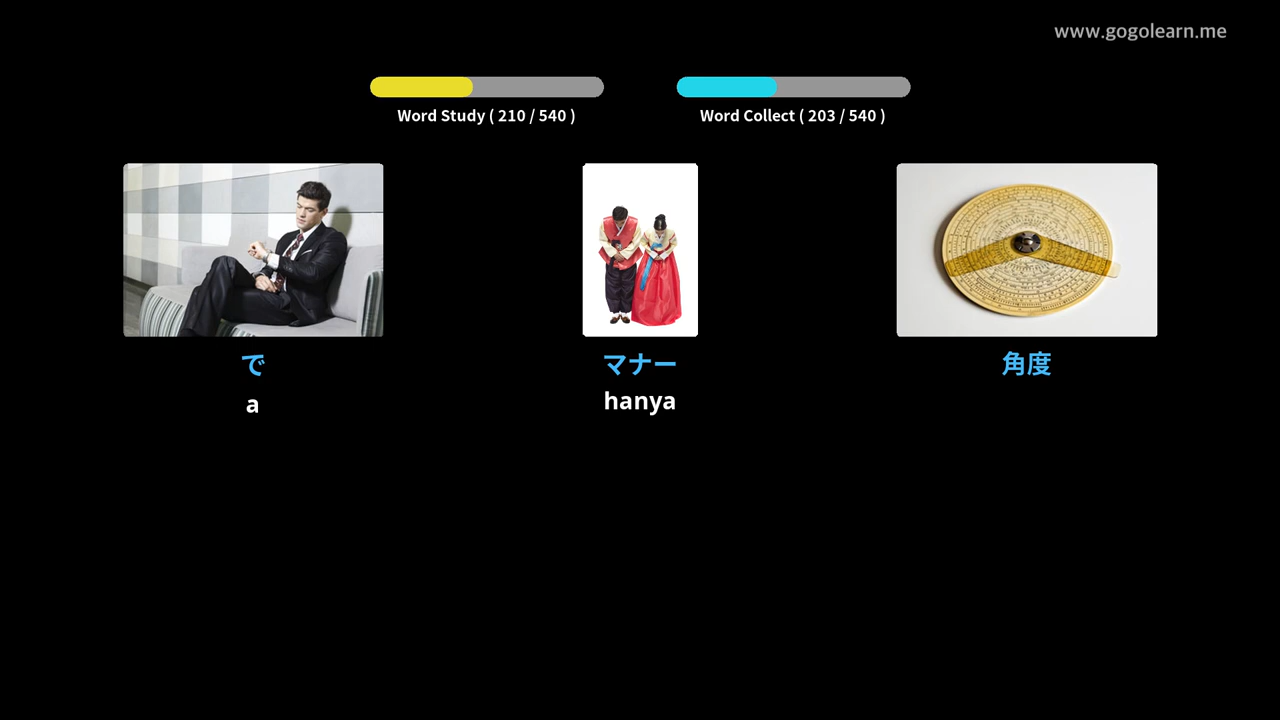 www.gogolearn.me
Word Study ( 210 / 540 )
Word Collect ( 203 / 540 )
で
マナー
角度
a
hanya